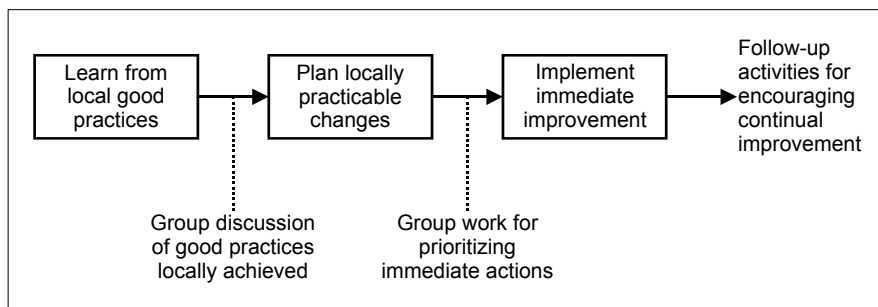 Learn from
local good
practices
Plan locally
practicable
changes
Implement
immediate
improvement
Follow-up
activities for
encouraging
continual
improvement
Group discussion
of good practices
locally achieved
Group work for
prioritizing
immediate actions